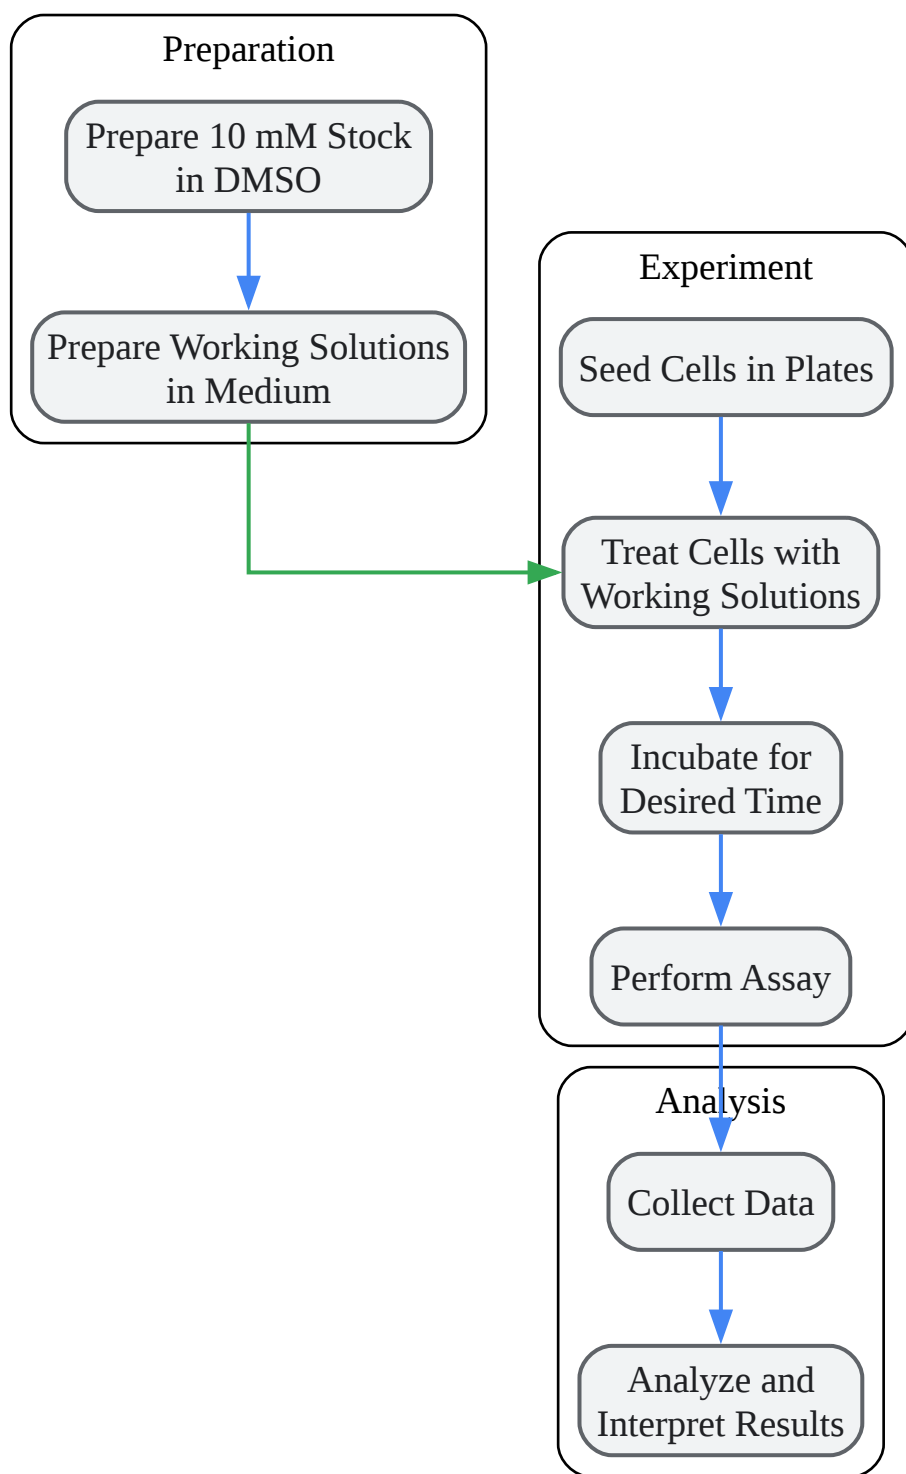 Preparation
Prepare 10 mM Stock
in DMSO
Prepare Working Solutions
in Medium
Experiment
Seed Cells in Plates
Treat Cells with
Working Solutions
Incubate for
Desired Time
Perform Assay
Analysis
Collect Data
Analyze and
Interpret Results